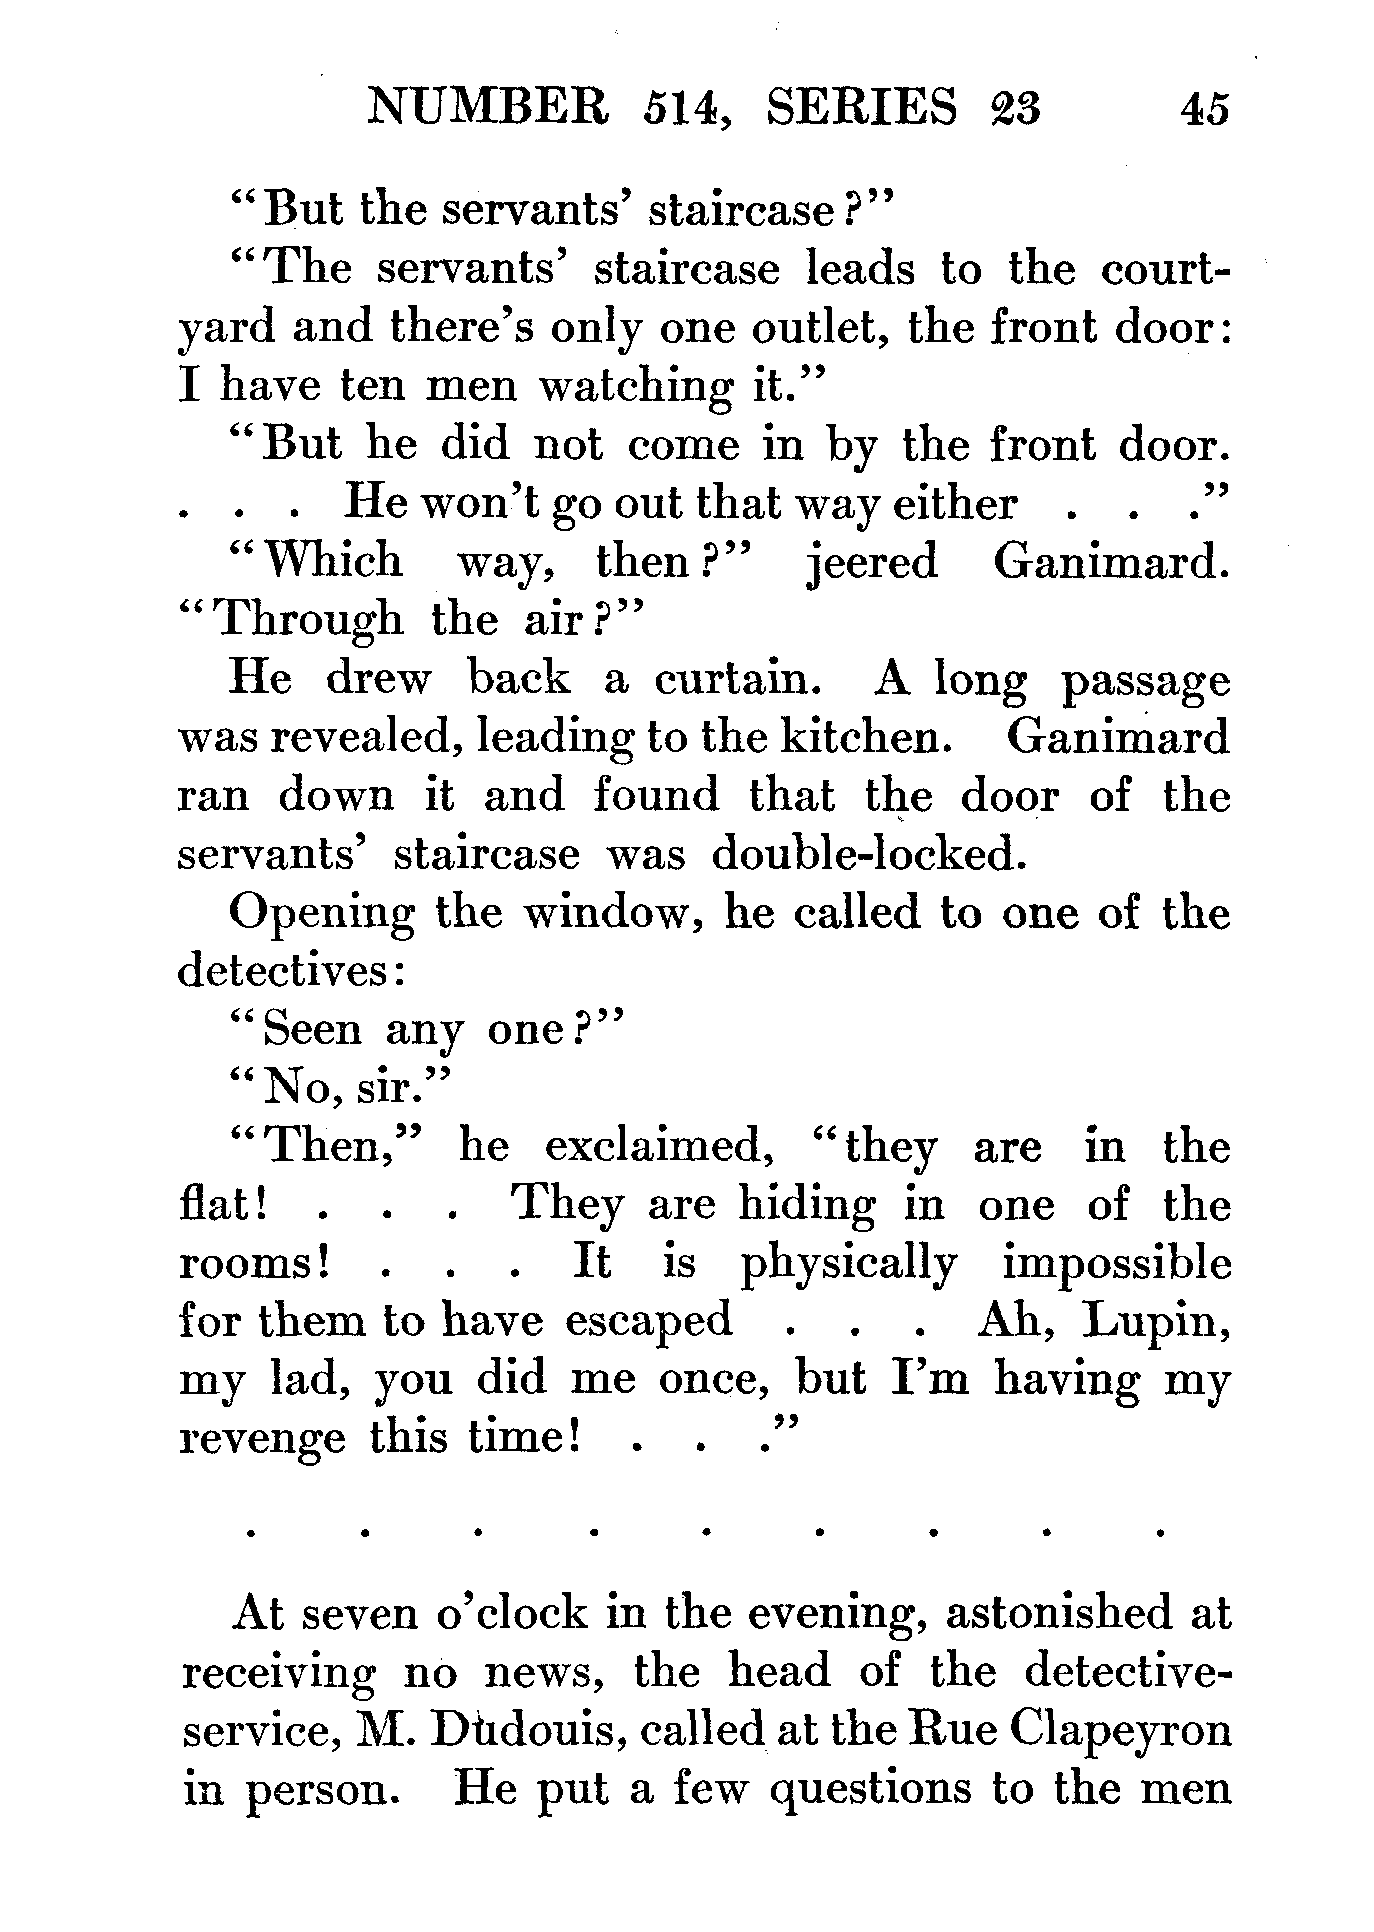 NUMBER 514, SERIES 23 45
"But the servants' staircase?"
"The servants' staircase leads to the court-
yard and there's only one outlet, the front door:
I have ten men watching it."
"But he did not come in by the front door.
. . . He won't go out that way either . . ."
"Which way, then?" jeered Ganimard.
"Through the air?"
He drew back a curtain. A long passage
was revealed, leading to the kitchen. Ganimard
ran down it and found that the door of the
servants' staircase was double-locked.
Opening the window, he called to one of the
detectives:
"Seen any one?"
"No, sir."
"Then," he exclaimed, "they are in the
flat! . . . They are hiding in one of the
rooms! . . . It is physically impossible
for them to have escaped . . . Ah, Lupin,
my lad, you did me once, but I'm having my
revenge this time! . . ."
. . . . . . . . .
At seven o'clock in the evening, astonished at
receiving no news, the head of the detective-
service, M. Dudouis, called at the Rue Clapeyron
in person. He put a few questions to the men